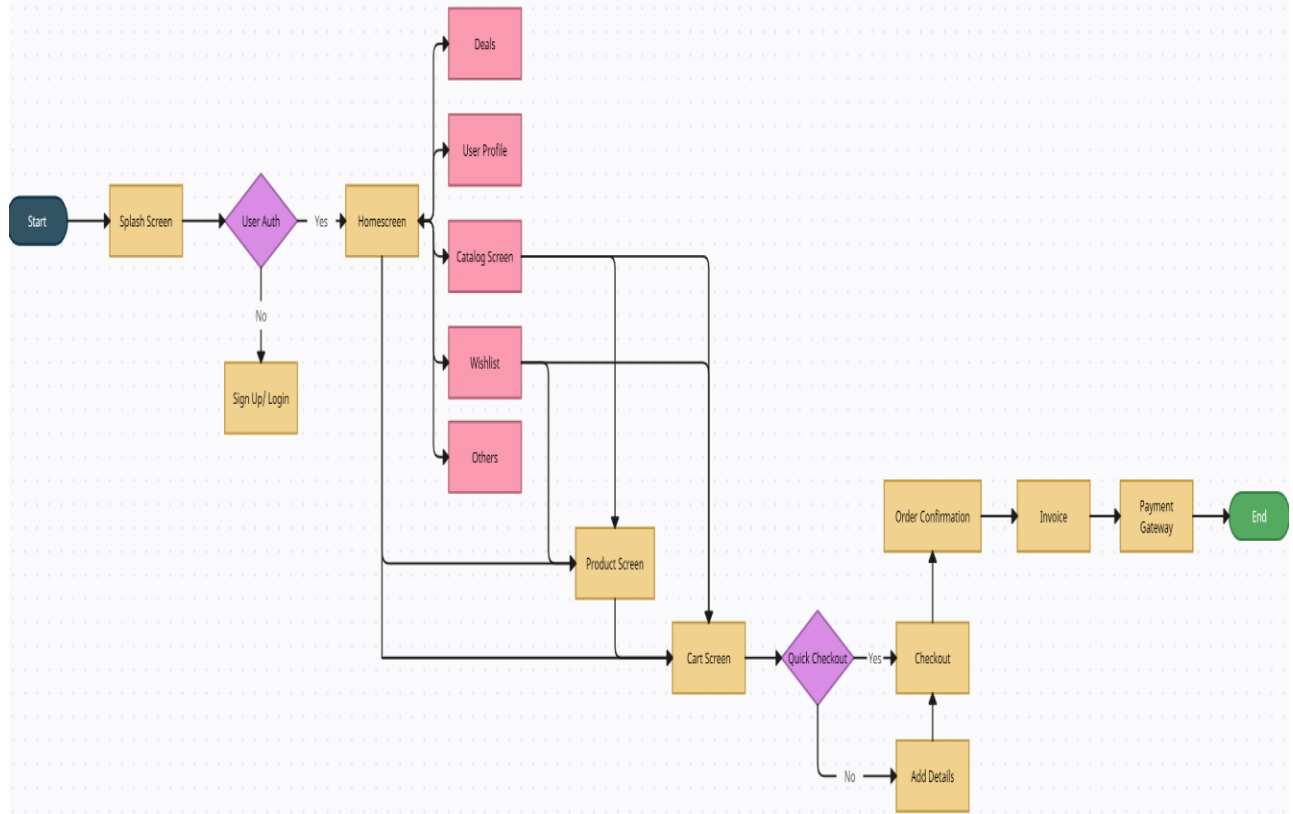 Deals
User Profile
Start
Splash Screen
User Auth
Yes
Homescreen
Catalog Screen
No
Wishlist
Sign Up/ Login
Others
Order Confirmation
Invoice
Payment
Gateway
End
Product Screen
Cart Screen
Quick Checkout
Yes
Checkout
No
Add Details